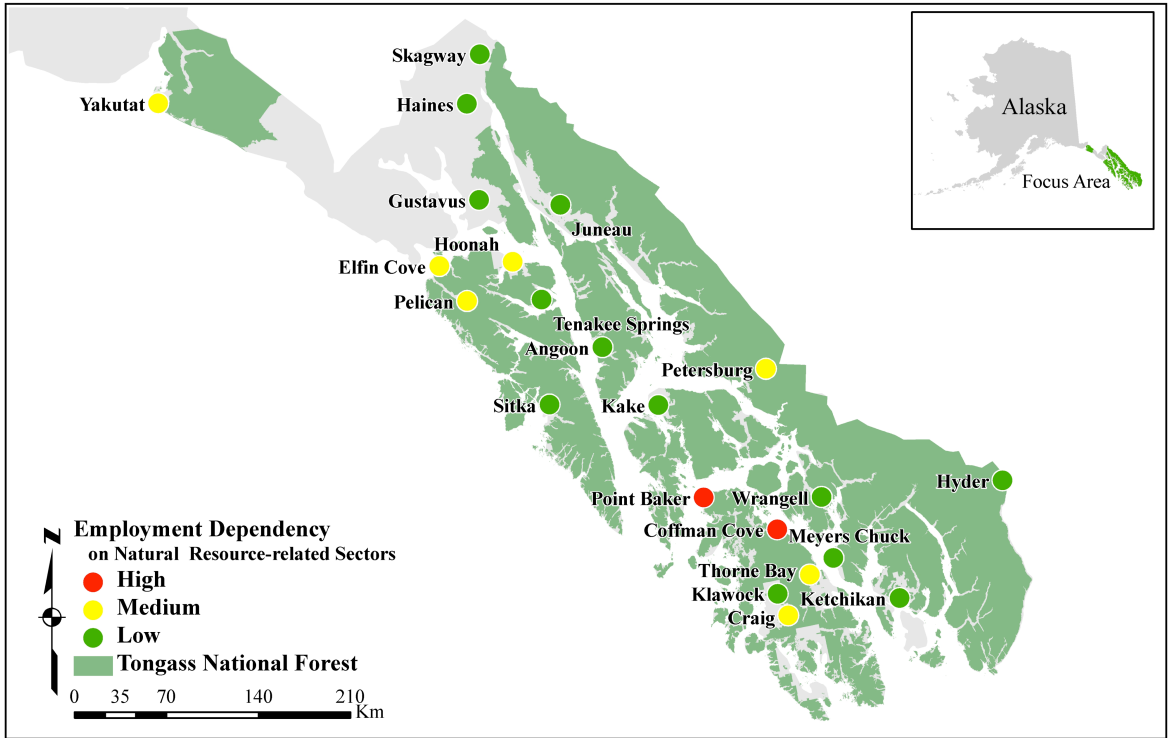 Skagway
Alaska
Yakutat
Haines
Focus Area
Gustavus
Juneau
Hoonah
Elfin Cove
Pelican
Tenakee Springs
Angoon
Petersburg
Sitka
Kake
Hyder
Point Baker
Wrangell
Coffman Cove
Meyers Chuck
Thorne Bay
Klawock
Ketchikan
Craig
N
Employment Dependency
on Natural Resource-related Sectors
High
Medium
Low
Tongass National Forest
0 35 70 140 210
Km